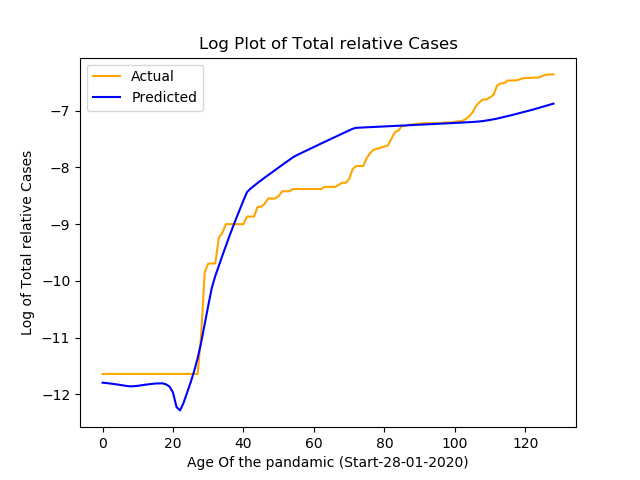 Log Plot of Total relative Cases
Actual
Predicted
Log of Total relative Cases
−7
−8
−9
−10
−11
−12
0 20 40 60 80 100 120
Age Of the pandamic (Start-28-01-2020)